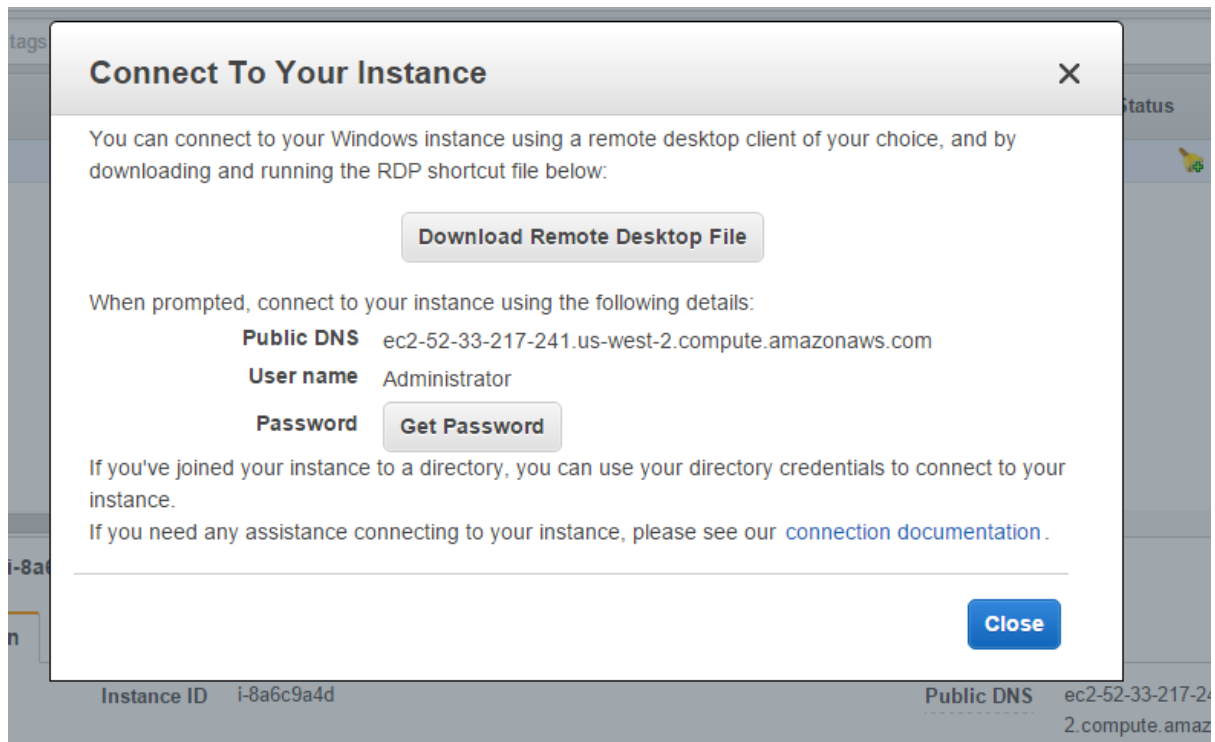 tags
Connect To Your Instance
Status
You can connect to your Windows instance using a remote desktop client of your choice, and by
downloading and running the RDP shortcut file below:
Download Remote Desktop File
When prompted, connect to your instance using the following details:
Public DNS ec2-52-33-217-241.us-west-2.compute.amazonaws.com
User name Administrator
Password Get Password
If you've joined your instance to a directory, you can use your directory credentials to connect to your
instance.
If you need any assistance connecting to your instance, please see our connection documentation.
i-8a6
n
Close
Instance ID i-8a6c9a4d Public DNS ec2-52-33-217-24
2.compute.amaz